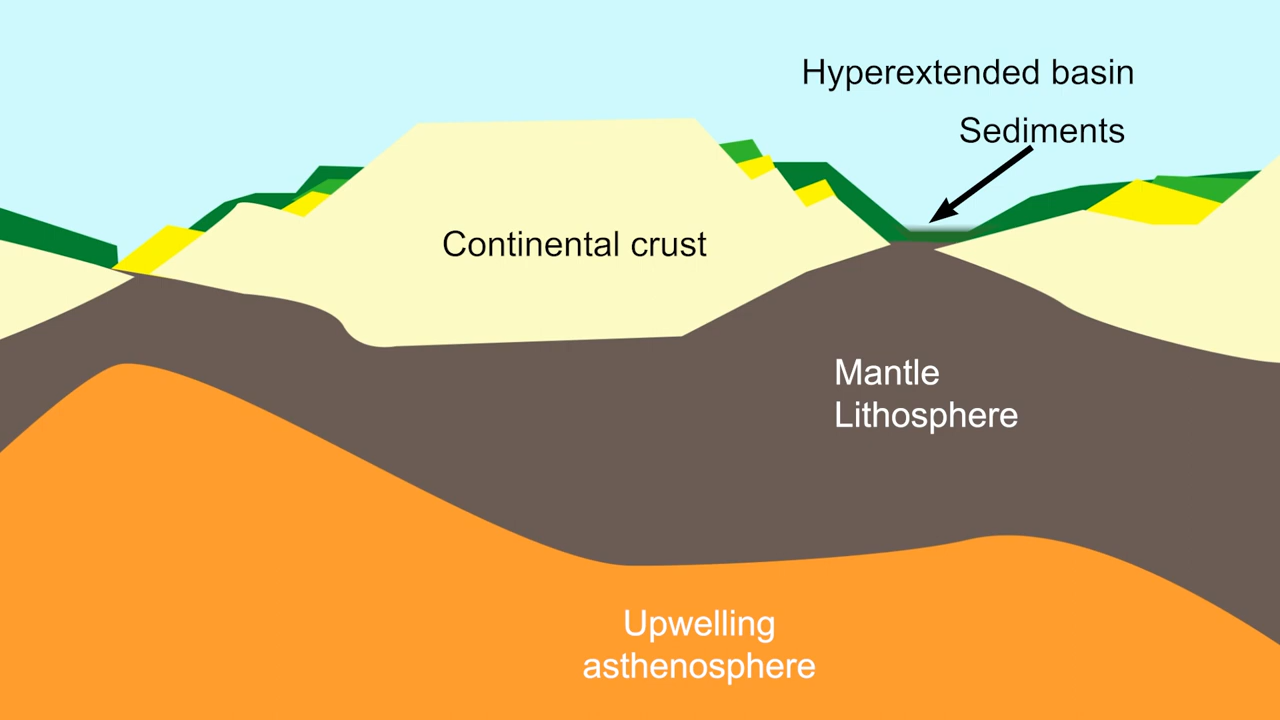 Hyperextended basin
Sediments
Continental crust
Mantle
Lithosphere
Upwelling
asthenosphere